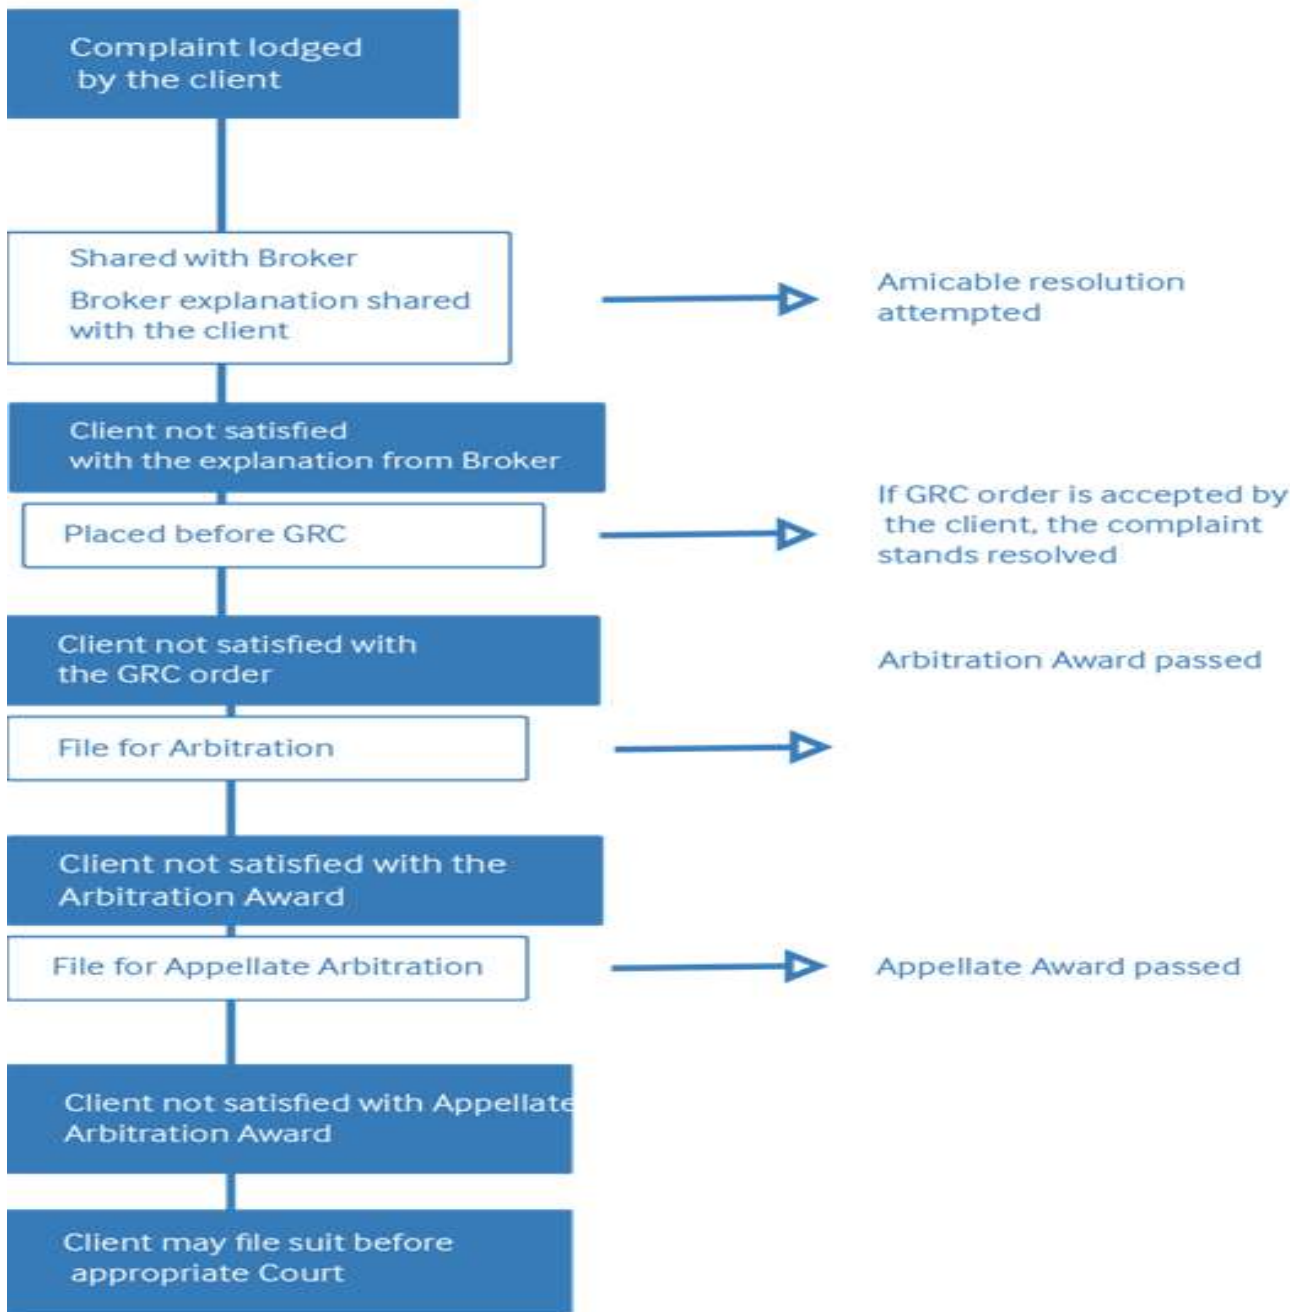 Complaint lodged
by the client
Shared with Broker
Broker explanation shared
with the client
Amicable resolution
attempted
Client not satisfied
with the explanation from Broker
Placed before GRC
If GRC order is accepted by
the client, the complaint
stands resolved
Client not satisfied with
the GRC order
Arbitration Award passed
File for Arbitration
Client not satisfied with the
Arbitration Award
File for Appellate Arbitration
Appellate Award passed
Client not satisfied with Appellate
Arbitration Award
Client may file suit before
appropriate Court